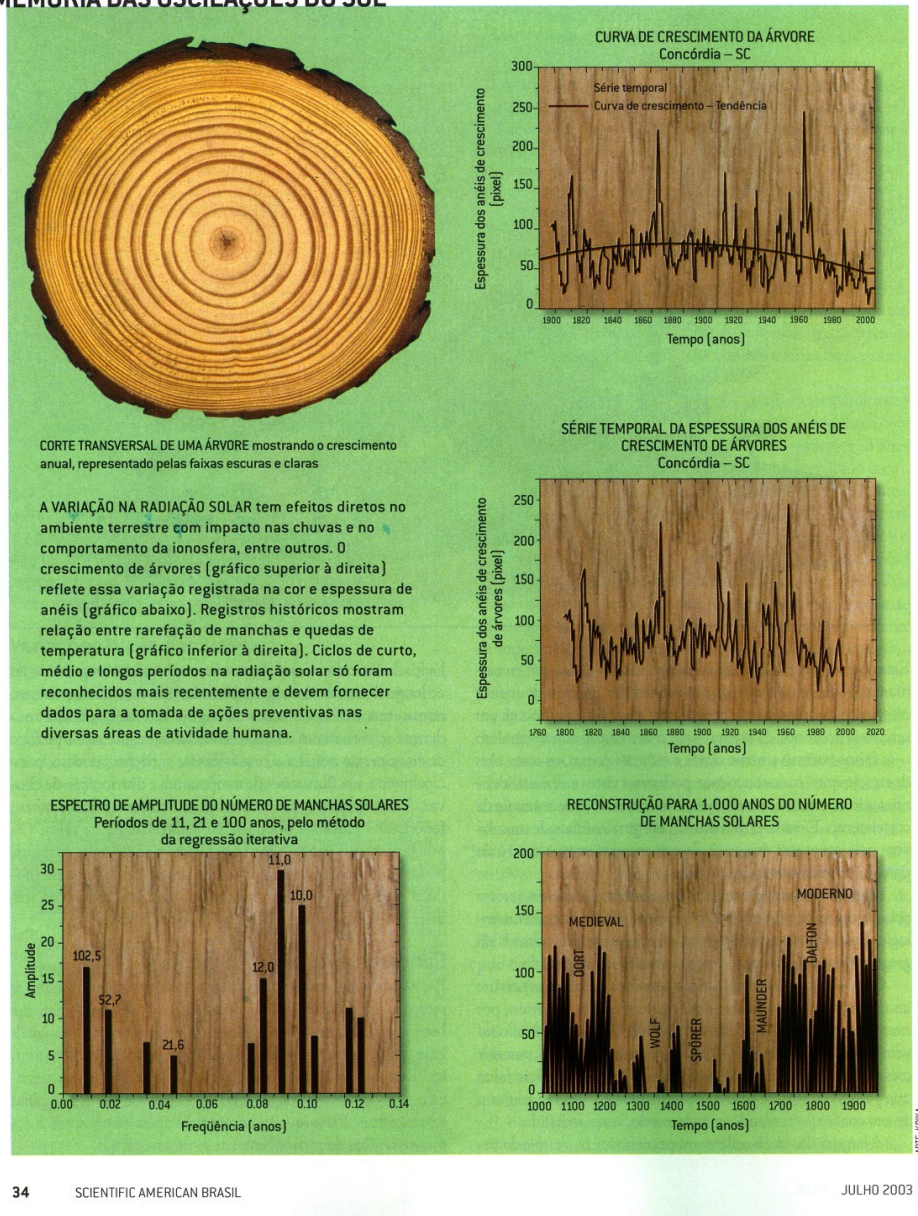 MEMÓRIA DAS OSCILAÇÕES DO SOL
CORTE TRANSVERSAL DE UMA ÁRVORE mostrando o crescimento
anual, representado pelas faixas escuras e claras
A VARIAÇÃO NA RADIAÇÃO SOLAR tem efeitos diretos no
ambiente terrestre com impacto nas chuvas e no
comportamento da ionosfera, entre outros. O
crescimento de árvores (gráfico superior à direita)
reflete essa variação registrada na cor e espessura de
anéis (gráfico abaixo). Registros históricos mostram
relação entre rarefação de manchas e quedas de
temperatura (gráfico inferior à direita). Ciclos de curto,
médio e longos períodos na radiação solar só foram
reconhecidos mais recentemente e devem fornecer
dados para a tomada de ações preventivas nas
diversas áreas de atividade humana.
CURVA DE CRESCIMENTO DA ÁRVORE
Concórdia – SC
Espessura dos anéis de crescimento
(pixel)
300
250
200
150
100
50
0
Série temporal
Curva de crescimento – Tendência
1800 1820 1840 1860 1880 1900 1920 1940 1960 1980 2000
Tempo (anos)
SÉRIE TEMPORAL DA ESPESSURA DOS ANÉIS DE
CRESCIMENTO DE ÁRVORES
Concórdia – SC
Espessura dos anéis de crescimento
de árvores (pixel)
250
200
150
100
50
0
1760 1800 1820 1840 1860 1880 1900 1920 1940 1960 1980 2000 2020
Tempo (anos)
ESPECTRO DE AMPLITUDE DO NÚMERO DE MANCHAS SOLARES
Períodos de 11, 21 e 100 anos, pelo método
da regressão iterativa
Amplitude
30
25
20
15
10
5
0
102,5
52,7
21,6
12,0
11,0
10,0
0.00 0.02 0.04 0.06 0.08 0.10 0.12 0.14
Freqüência (anos)
RECONSTRUÇÃO PARA 1.000 ANOS DO NÚMERO
DE MANCHAS SOLARES
200
150
100
50
0
MEDIEVAL
OORT
WOLF
SPÖRER
MAUNDER
DALTON
MODERNO
1000 1100 1200 1300 1400 1500 1600 1700 1800 1900
Tempo (anos)
34 SCIENTIFIC AMERICAN BRASIL
JULHO 2003